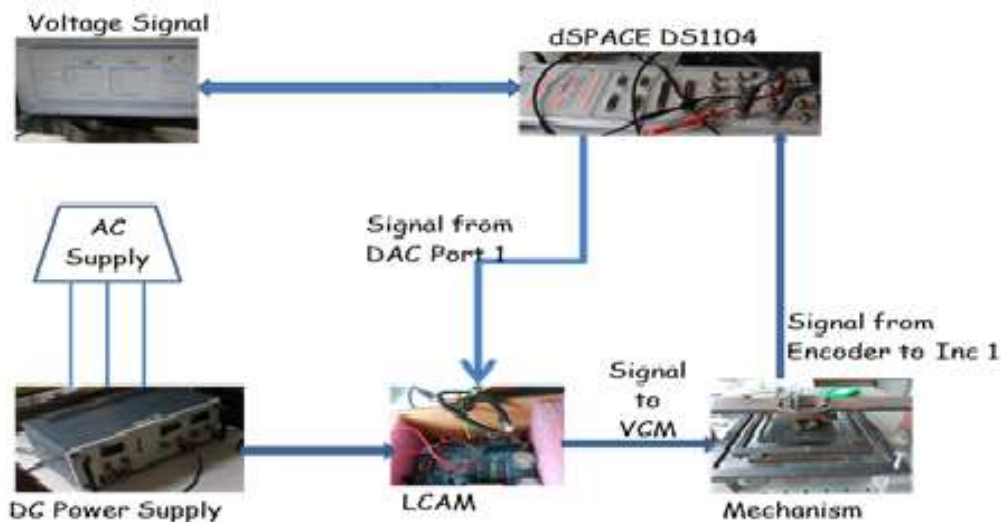 Voltage Signal
dSPACE DS1104
Signal from
DAC Port 1
AC
Supply
Signal from
Encoder to Inc 1
Signal
to
VCM
DC Power Supply
LCAM
Mechanism